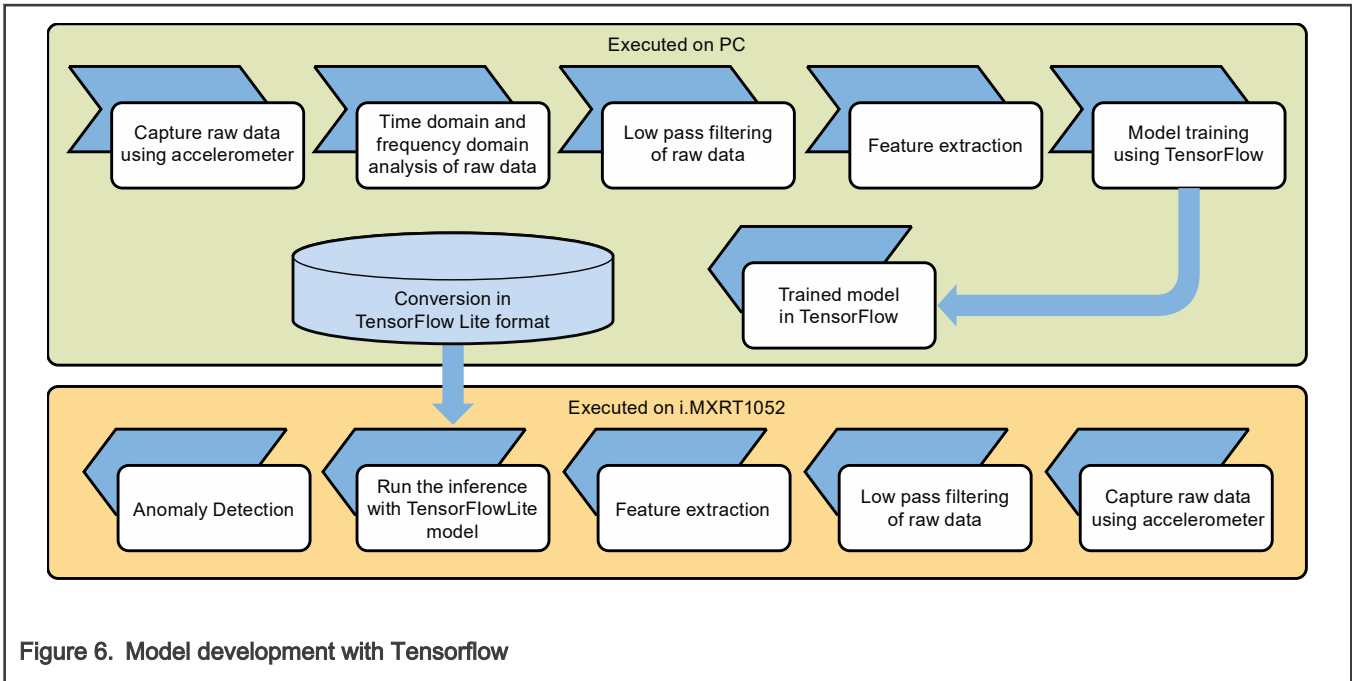 Executed on PC
Capture raw data
using accelerometer
Time domain and
frequency domain
analysis of raw data
Low pass filtering
of raw data
Feature extraction
Model training
using TensorFlow
Conversion in
TensorFlow Lite format
Trained model
in TensorFlow
Executed on i.MXRT1052
Anomaly Detection
Run the inference
with TensorFLowLite
model
Feature extraction
Low pass filtering
of raw data
Capture raw data
using accelerometer
Figure 6. Model development with Tensorflow